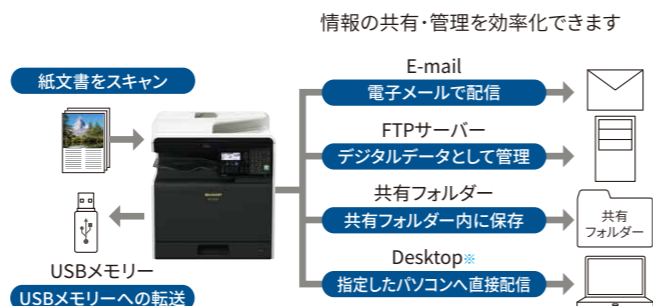 情報の共有・管理を効率化できます
紙文書をスキャン
E-mail
電子メールで配信
FTPサーバー
デジタルデータとして管理
共有フォルダー
共有フォルダー内に保存
共有
フォルダー
Desktop※
指定したパソコンへ直接配信
USBメモリー
USBメモリーへの転送
SHARP